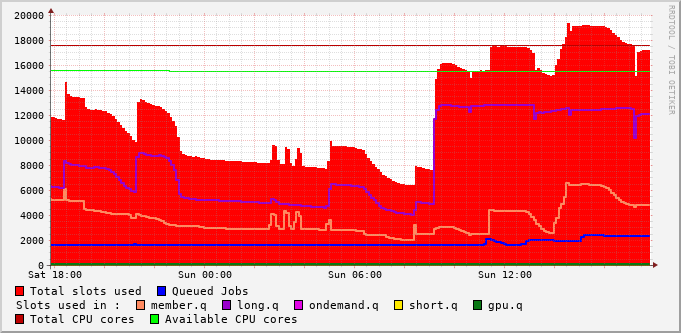 20000
18000
16000
14000
12000
10000
8000
6000
4000
2000
0
Sat 18:00 Sun 00:00 Sun 06:00 Sun 12:00
Total slots used Queued Jobs
Slots used in : member.q long.q ondemand.q short.q gpu.q
Total CPU cores Available CPU cores
RRDTOOL / TOBI OETIKER